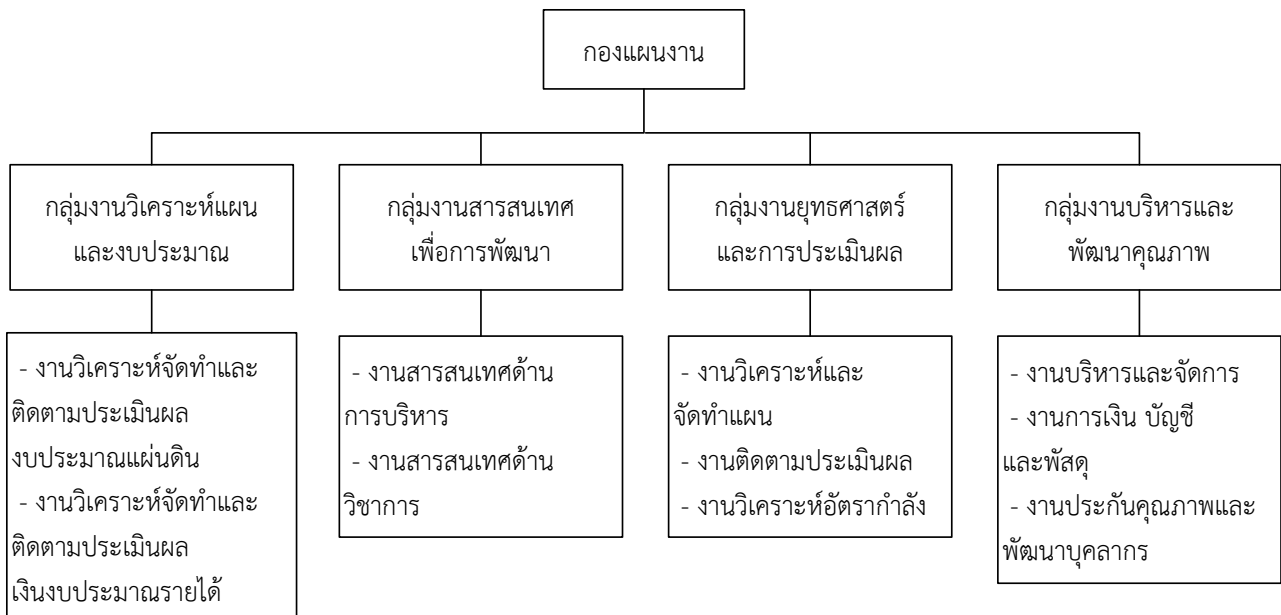 กองแผนงาน
กลุ่มงานวิเคราะห์แผน
และงบประมาณ
กลุ่มงานสารสนเทศ
เพื่อการพัฒนา
กลุ่มงานยุทธศาสตร์
และการประเมินผล
กลุ่มงานบริหารและ
พัฒนาคุณภาพ
- งานวิเคราะห์จัดทำและ
ติดตามประเมินผล
งบประมาณแผ่นดิน
- งานวิเคราะห์จัดทำและ
ติดตามประเมินผล
เงินงบประมาณรายได้
- งานสารสนเทศด้าน
การบริหาร
- งานสารสนเทศด้าน
วิชาการ
- งานวิเคราะห์และ
จัดทำแผน
- งานติดตามประเมินผล
- งานวิเคราะห์อัตรากำลัง
- งานบริหารและจัดการ
- งานการเงิน บัญชี
และพัสดุ
- งานประกันคุณภาพและ
พัฒนาบุคลากร